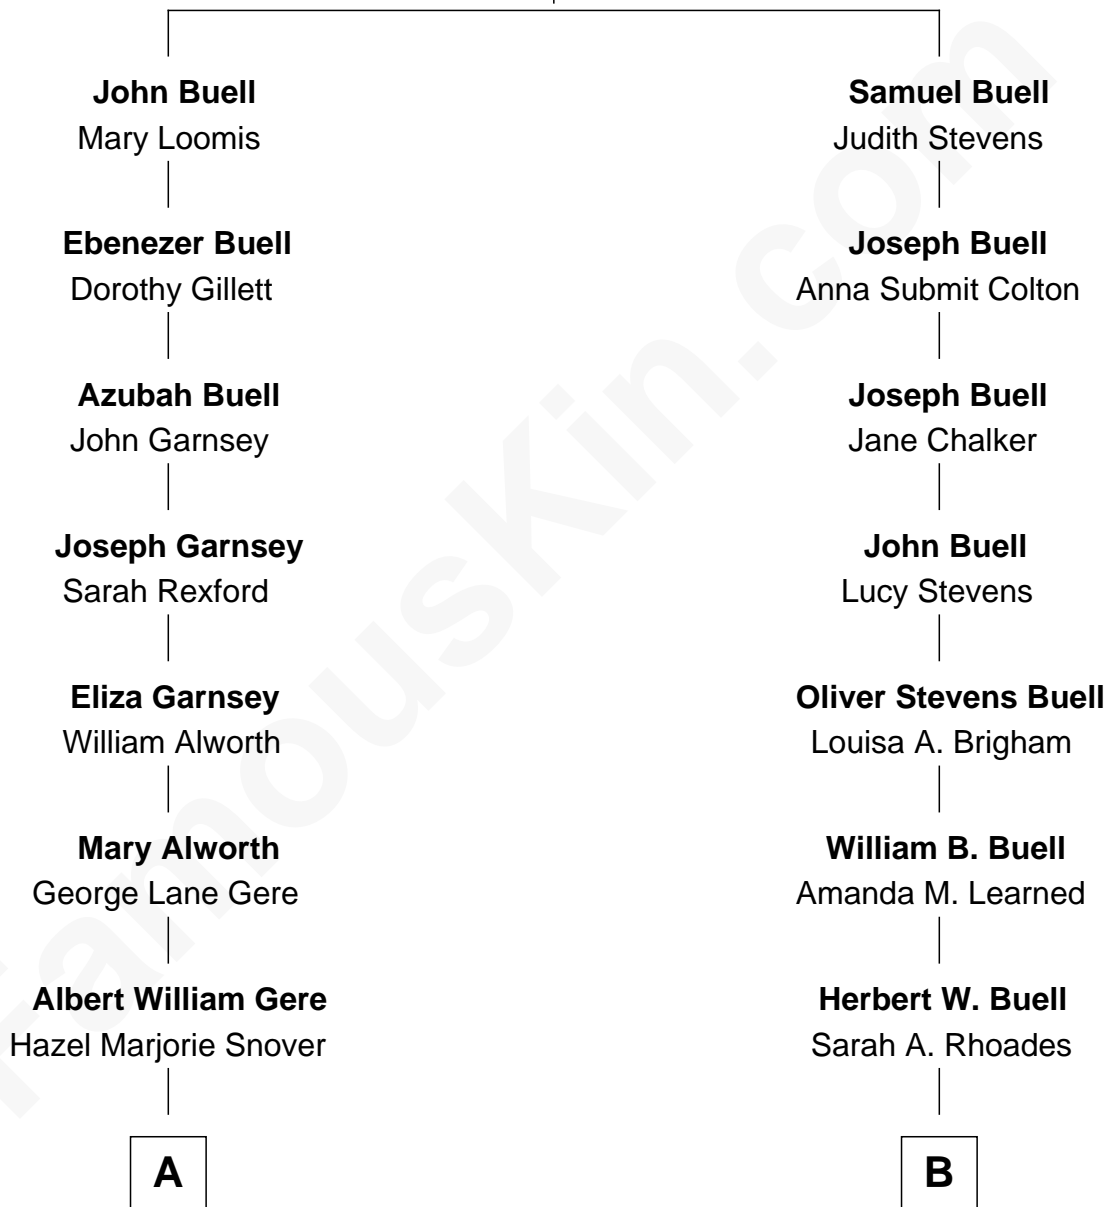 John Buell
Mary Loomis
Samuel Buell
Judith Stevens
Ebenezer Buell
Dorothy Gillett
Joseph Buell
Anna Submit Colton
Azubah Buell
John Garnsey
Joseph Buell
Jane Chalker
Joseph Garnsey
Sarah Rexford
John Buell
Lucy Stevens
Eliza Garnsey
William Alworth
Oliver Stevens Buell
Louisa A. Brigham
Mary Alworth
George Lane Gere
William B. Buell
Amanda M. Learned
Albert William Gere
Hazel Marjorie Snover
Herbert W. Buell
Sarah A. Rhoades
A
B
FamousKin.com